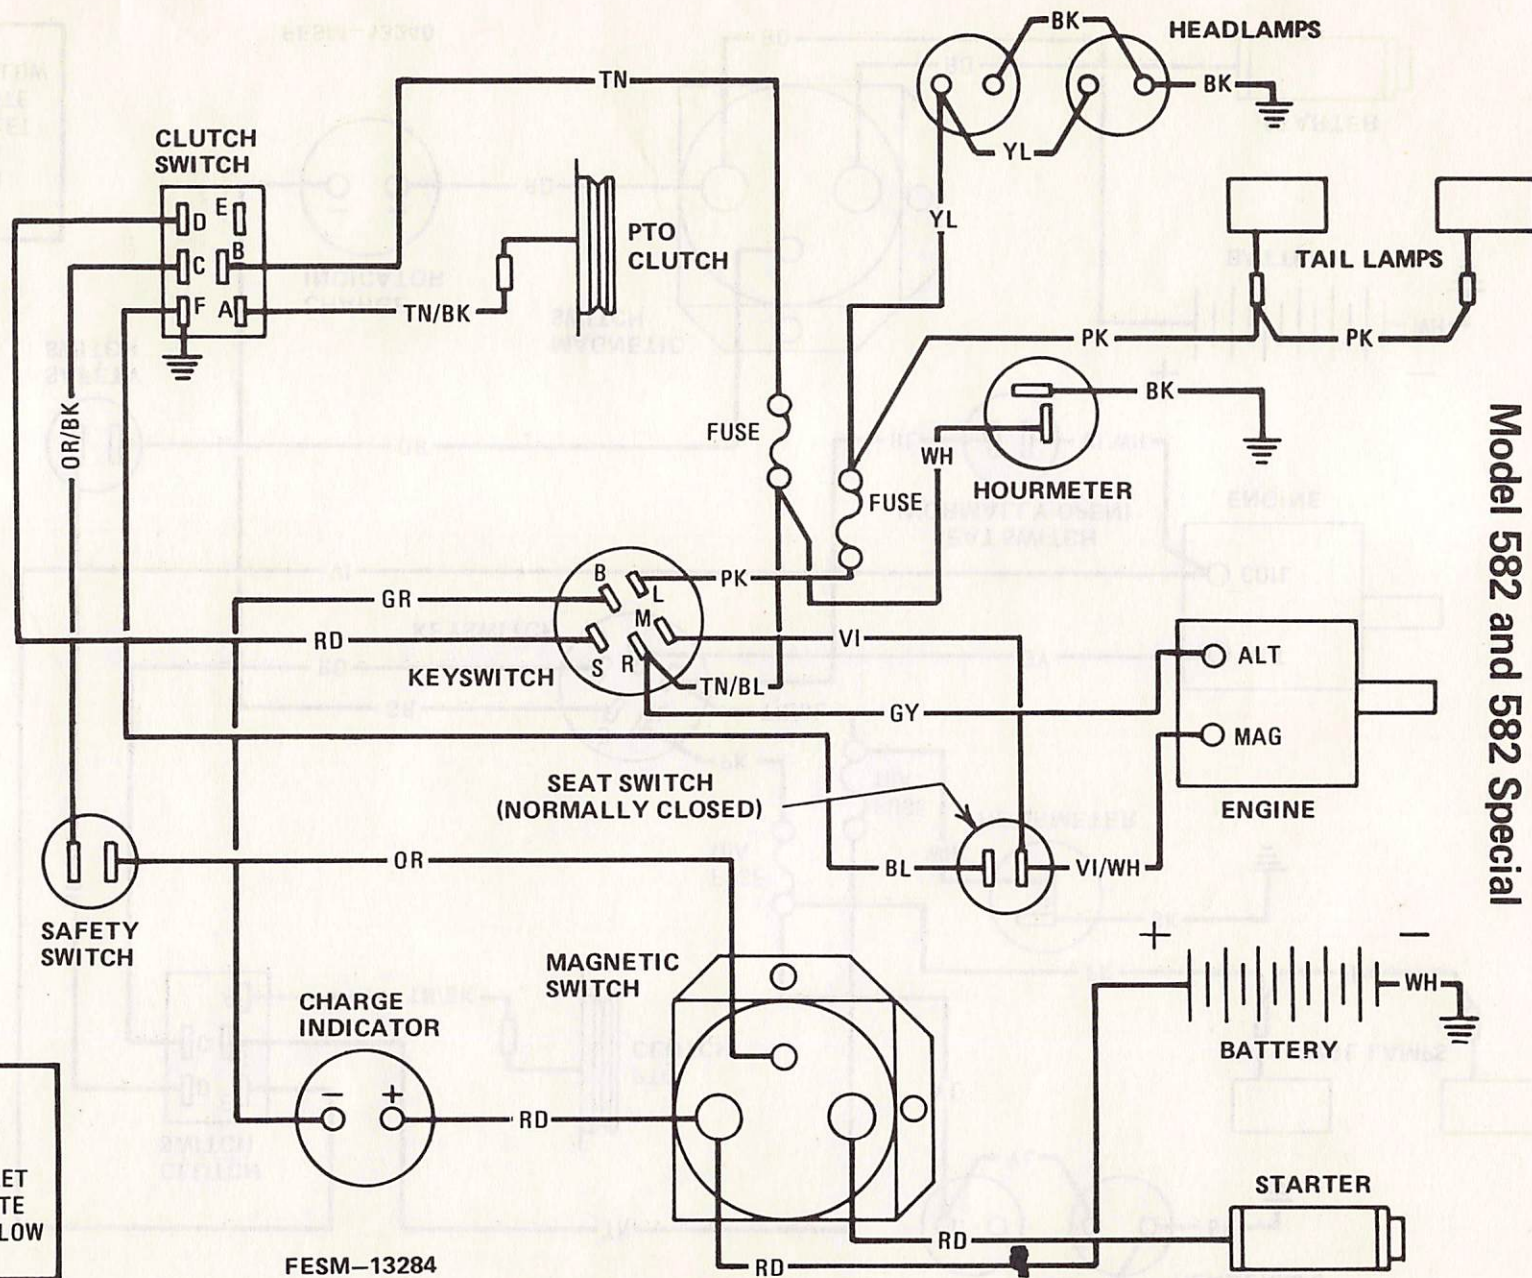 BK
HEADLAMPS
TN
BK
CLUTCH
SWITCH
YL
D
E
YL
PTO
CLUTCH
C
B
TAIL LAMPS
F
A
TN/BK
PK
PK
BK
OR/BK
FUSE
WH
HOURMETER
FUSE
Model 582 and 582 Special
B
L
PK
GR
M
RD
VI
S
R
KEYSWITCH
TN/BL
ALT
GY
MAG
SEAT SWITCH
(NORMALLY CLOSED)
ENGINE
OR
BL
VI/WH
SAFETY
SWITCH
+
−
MAGNETIC
SWITCH
WH
CHARGE
INDICATOR
BATTERY
−
+
RD
ET
TE
LOW
STARTER
RD
FESM–13284
RD